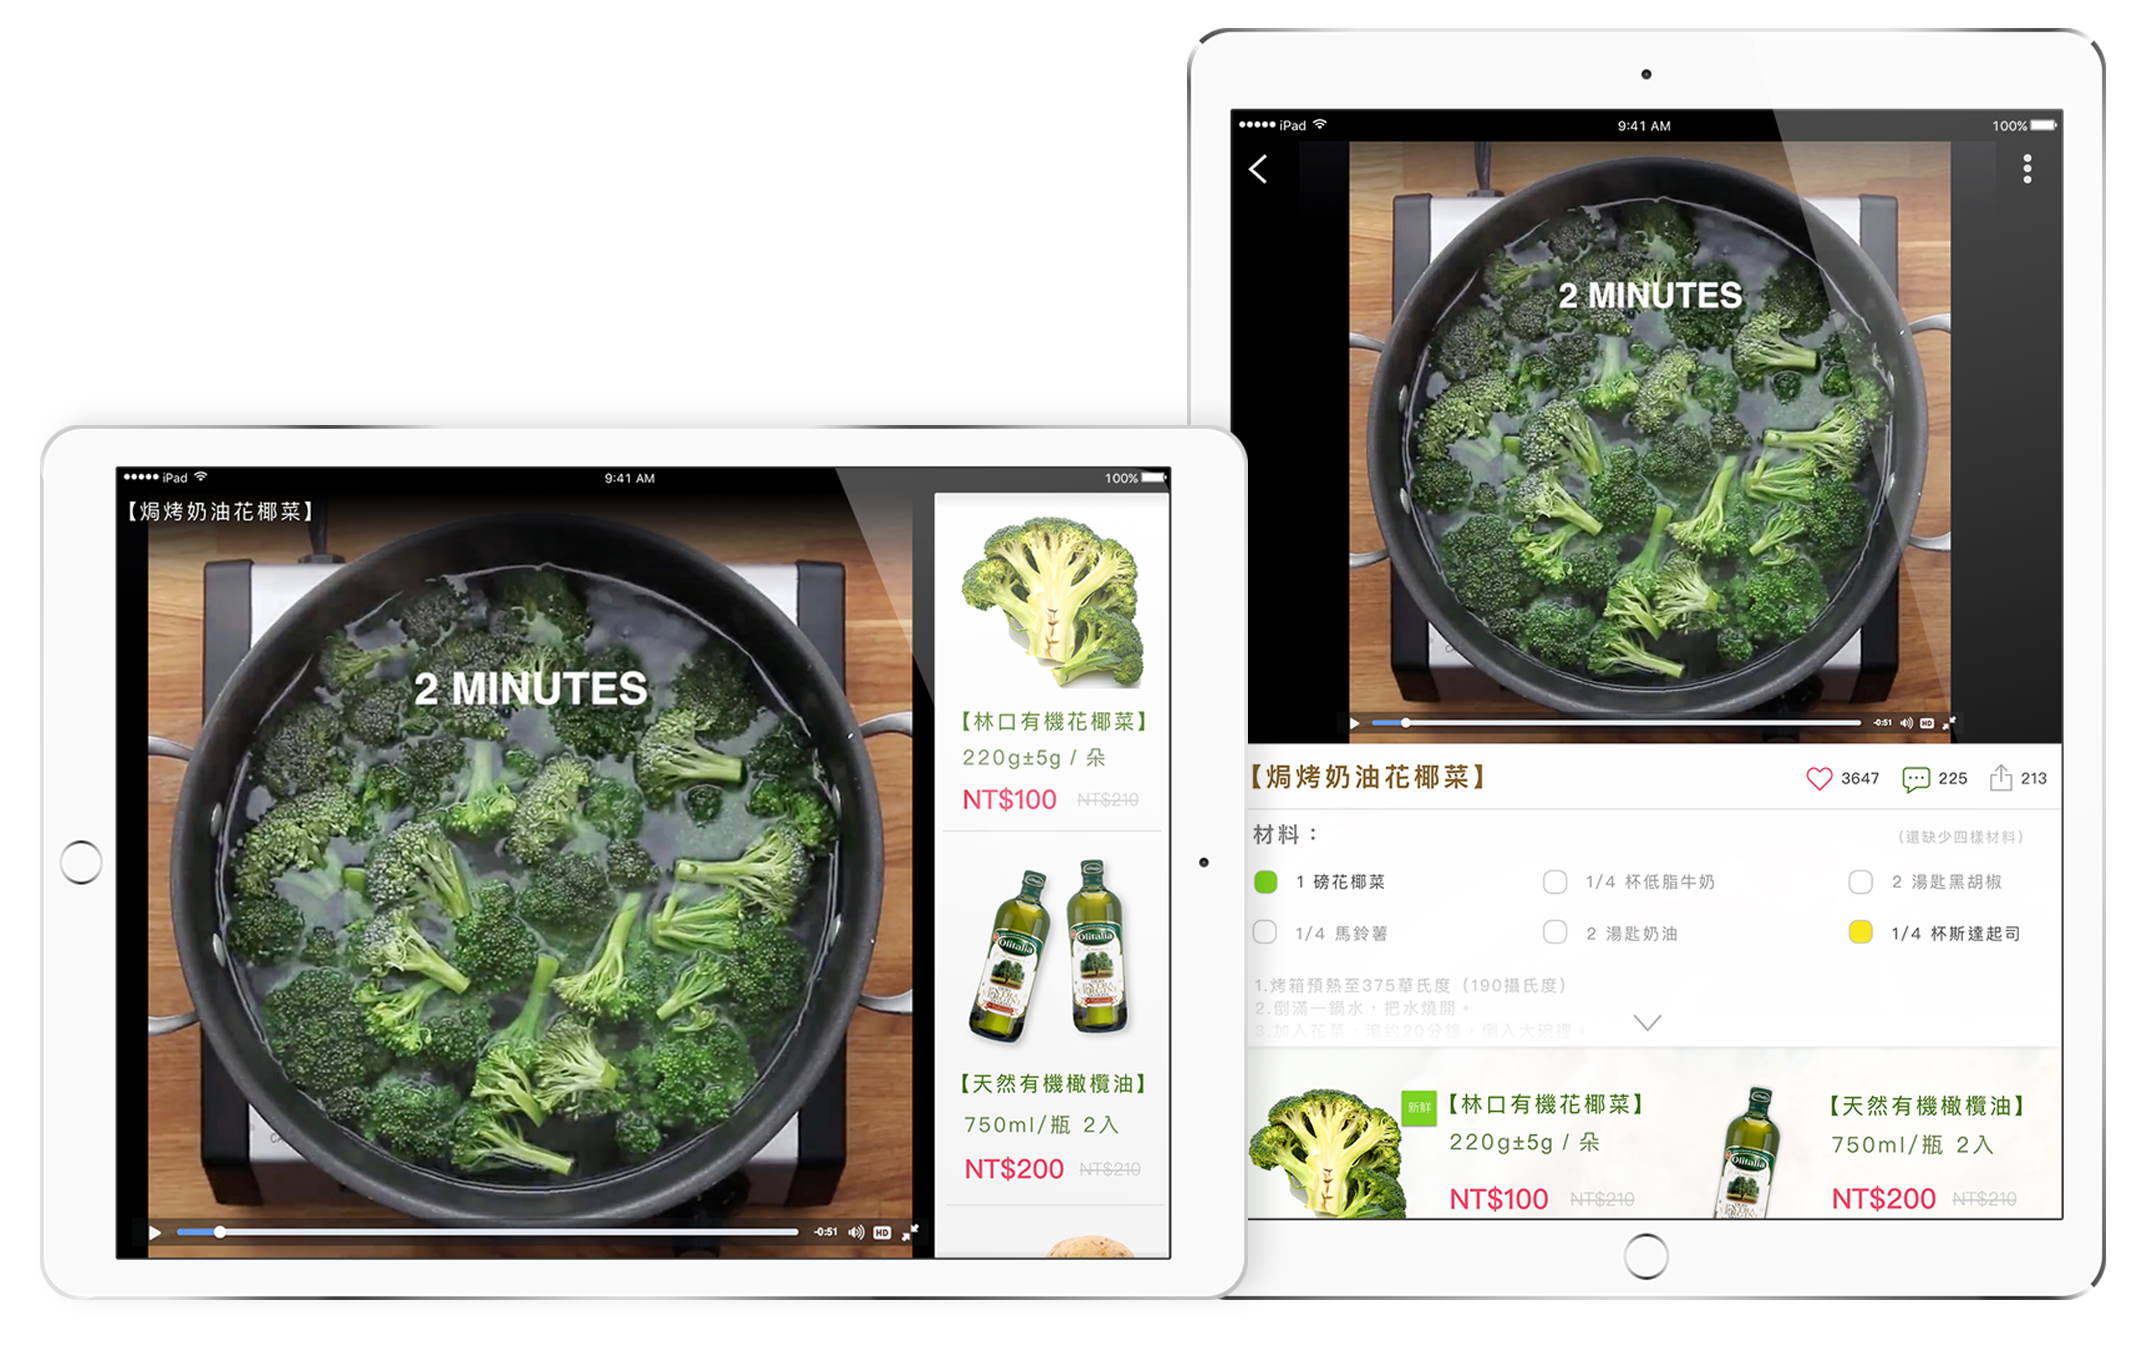 iPad
9:41 AM
100%
【焗烤奶油花椰菜】
2 MINUTES
-0:51
HD
【林口有機花椰菜】
220g±5g / 朵
NT$100 NT$210
Olitalia
Olitalia
EXTRA
VIRGIN
【天然有機橄欖油】
750ml/瓶 2入
NT$200 NT$210
iPad
9:41 AM
100%
2 MINUTES
-0:51
HD
【焗烤奶油花椰菜】
3647
225
213
材料：
（還缺少四樣材料）
1 磅花椰菜
1/4 杯低脂牛奶
2 湯匙黑胡椒
1/4 馬鈴薯
2 湯匙奶油
1/4 杯斯達起司
1.烤箱預熱至375華氏度（190攝氏度）
2.倒滿一鍋水，把水燒開。
3.加入花菜，滾約20分鐘，倒入大碗裡。
新鮮
【林口有機花椰菜】
220g±5g / 朵
NT$100 NT$210
Olitalia
【天然有機橄欖油】
750ml/瓶 2入
NT$200 NT$210